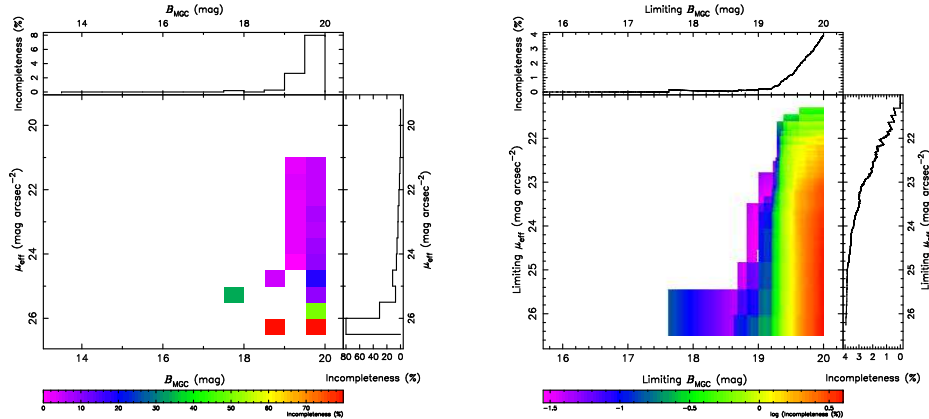 B_MGC (mag)
14 16 18 20
Incompleteness (%)
0 2 4 6 8
μ_eff (mag arcsec⁻²)
20 22 24 26
20 22 24 26
μ_eff (mag arcsec⁻²)
14 16 18 20
80 60 40 20 0
B_MGC (mag)
Incompleteness (%)
0 10 20 30 40 50 60 70
Incompleteness (%)
Limiting B_MGC (mag)
16 17 18 19 20
Incompleteness (%)
0 1 2 3 4
Limiting μ_eff (mag arcsec⁻²)
22 23 24 25 26
22 23 24 25 26
Limiting μ_eff (mag arcsec⁻²)
16 17 18 19 20
4 3 2 1 0
Limiting B_MGC (mag)
Incompleteness (%)
−1.5 −1 −0.5 0 0.5
log (Incompleteness (%))